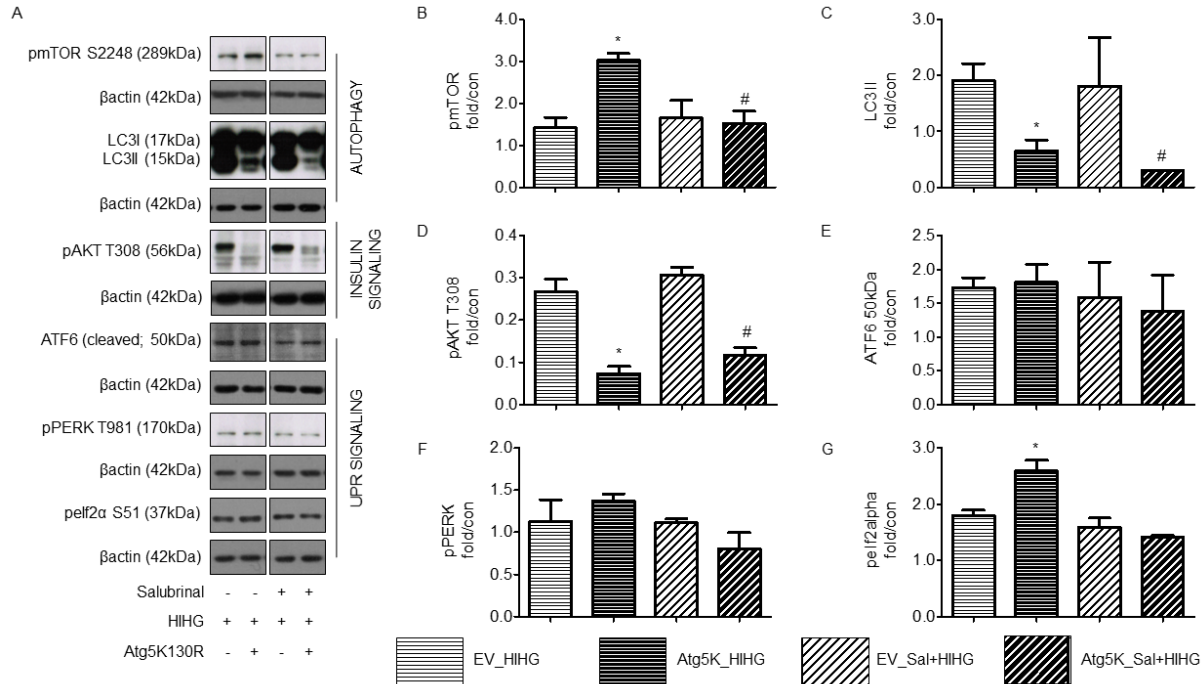 A
pmTOR S2248 (289kDa)
βactin (42kDa)
LC3I (17kDa)
LC3II (15kDa)
βactin (42kDa)
pAKT T308 (56kDa)
βactin (42kDa)
ATF6 (cleaved; 50kDa)
βactin (42kDa)
pPERK T981 (170kDa)
βactin (42kDa)
peIf2α S51 (37kDa)
βactin (42kDa)
Salubrinal - - + +
HIHG + + + +
Atg5K130R - + - +
AUTOPHAGY
INSULIN
SIGNALING
UPR SIGNALING
B
pmTOR
fold/con
4.0
3.0
2.0
1.0
0.0
*
#
C
LC3II
fold/con
3.0
2.0
1.0
0
*
#
D
pAKT T308
fold/con
0.4
0.3
0.2
0.1
0.0
*
#
E
ATF6 50kDa
fold/con
2.5
2.0
1.5
1.0
0.5
0.0
F
pPERK
fold/con
2.0
1.5
1.0
0.5
0.0
G
peIf2alpha
fold/con
3.0
2.0
1.0
0.0
*
EV_HIHG
Atg5K_HIHG
EV_Sal+HIHG
Atg5K_Sal+HIHG